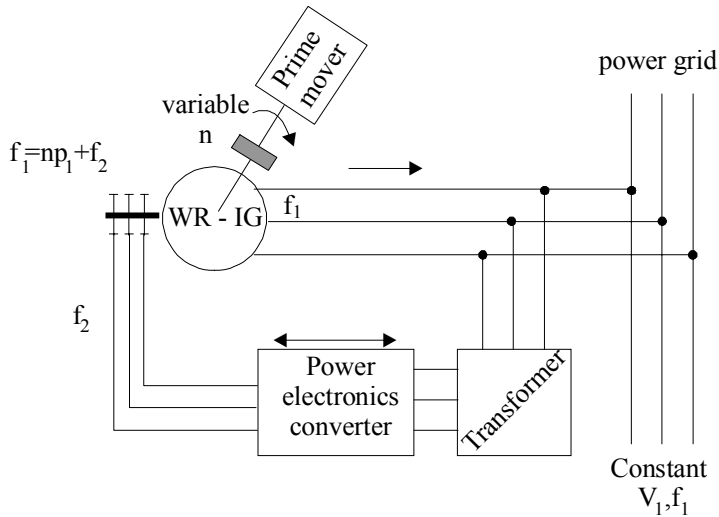 Prime
mover
power grid
variable
n
f₁=np₁+f₂
WR - IG
f₁
f₂
Power
electronics
converter
Transformer
Constant
V₁,f₁